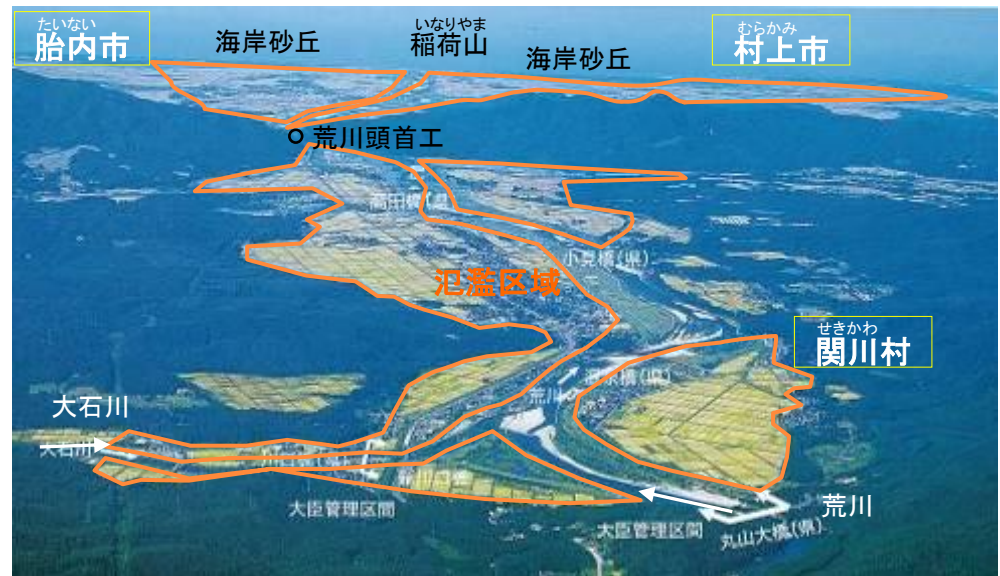 たいない
胎内市
海岸砂丘
いなりやま
稲荷山
海岸砂丘
むらかみ
村上市
荒川頭首工
高田橋(県)
小見橋(県)
氾濫区域
せきかわ
関川村
荒川
大石川
大石川
荒川
大臣管理区間
大臣管理区間
丸山大橋(県)